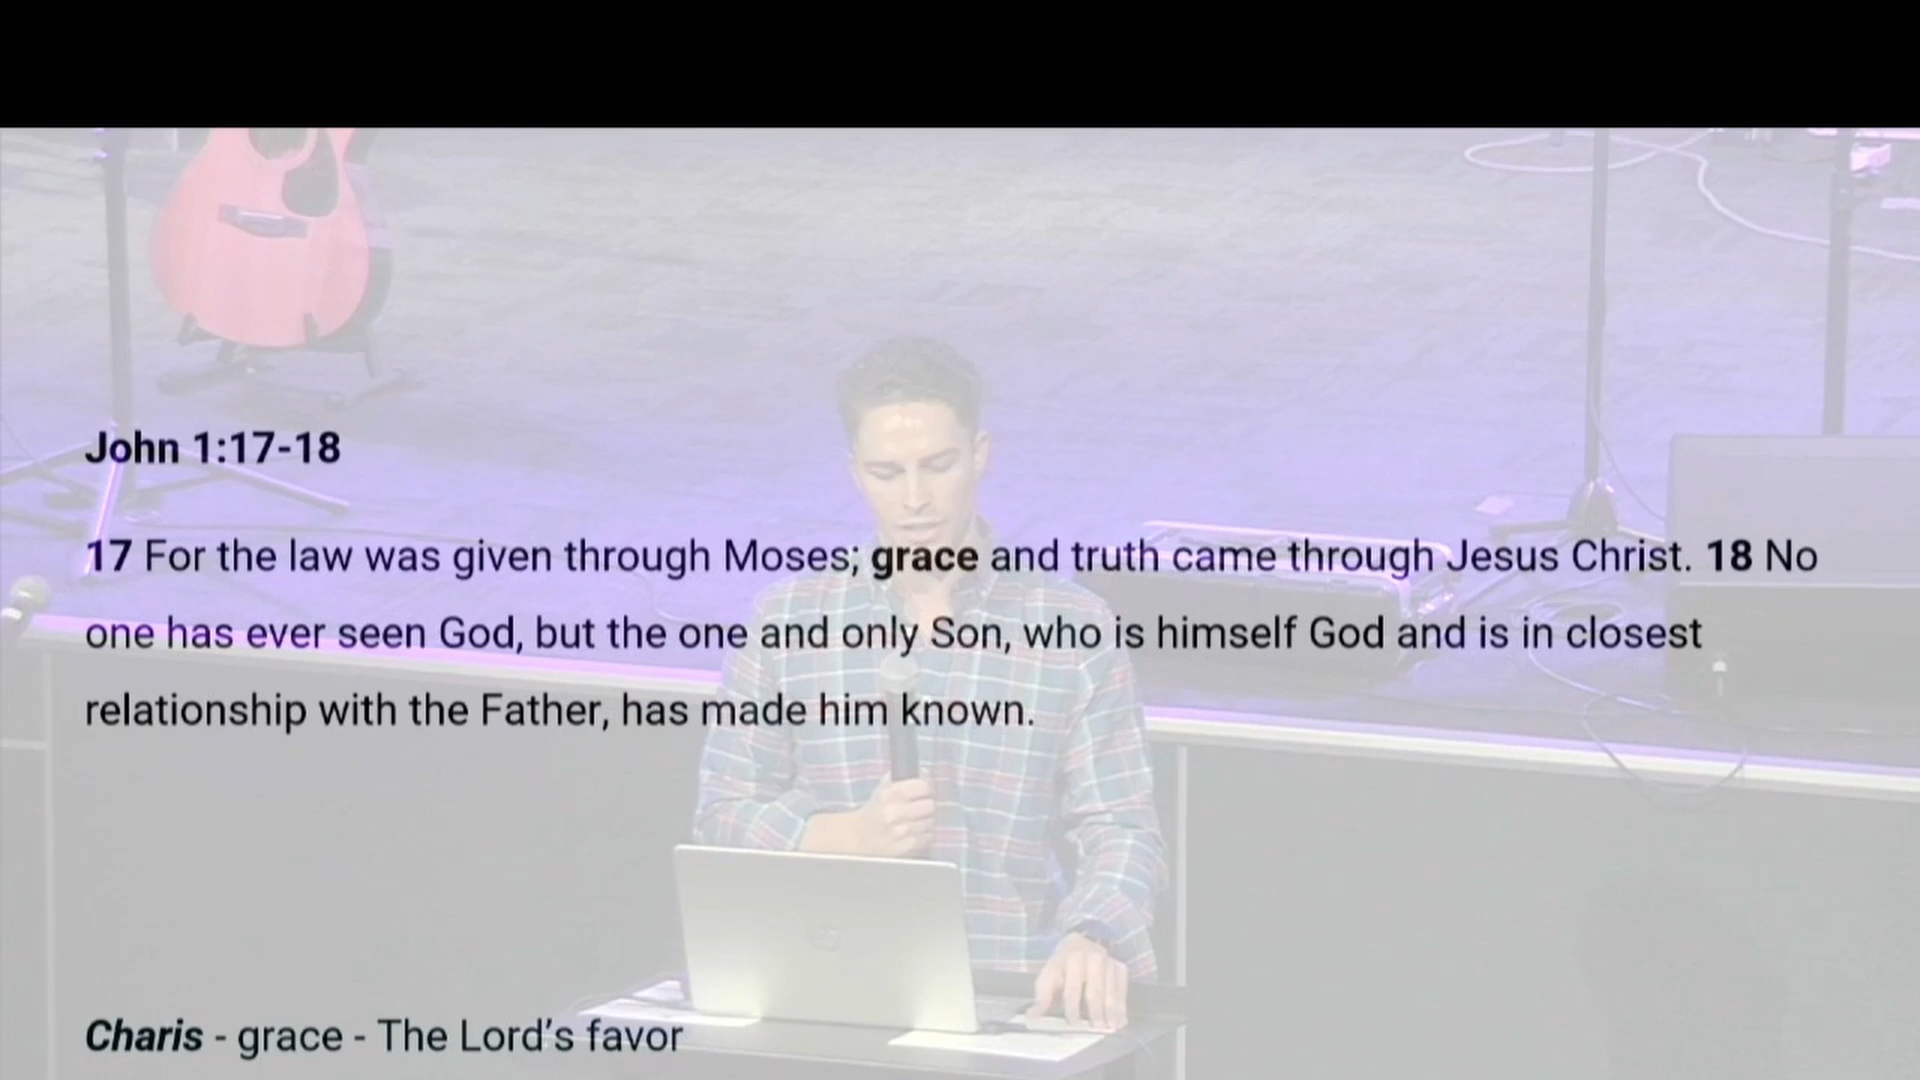 John 1:17-18
17 For the law was given through Moses; grace and truth came through Jesus Christ. 18 No
one has ever seen God, but the one and only Son, who is himself God and is in closest
relationship with the Father, has made him known.
Charis - grace - The Lord’s favor